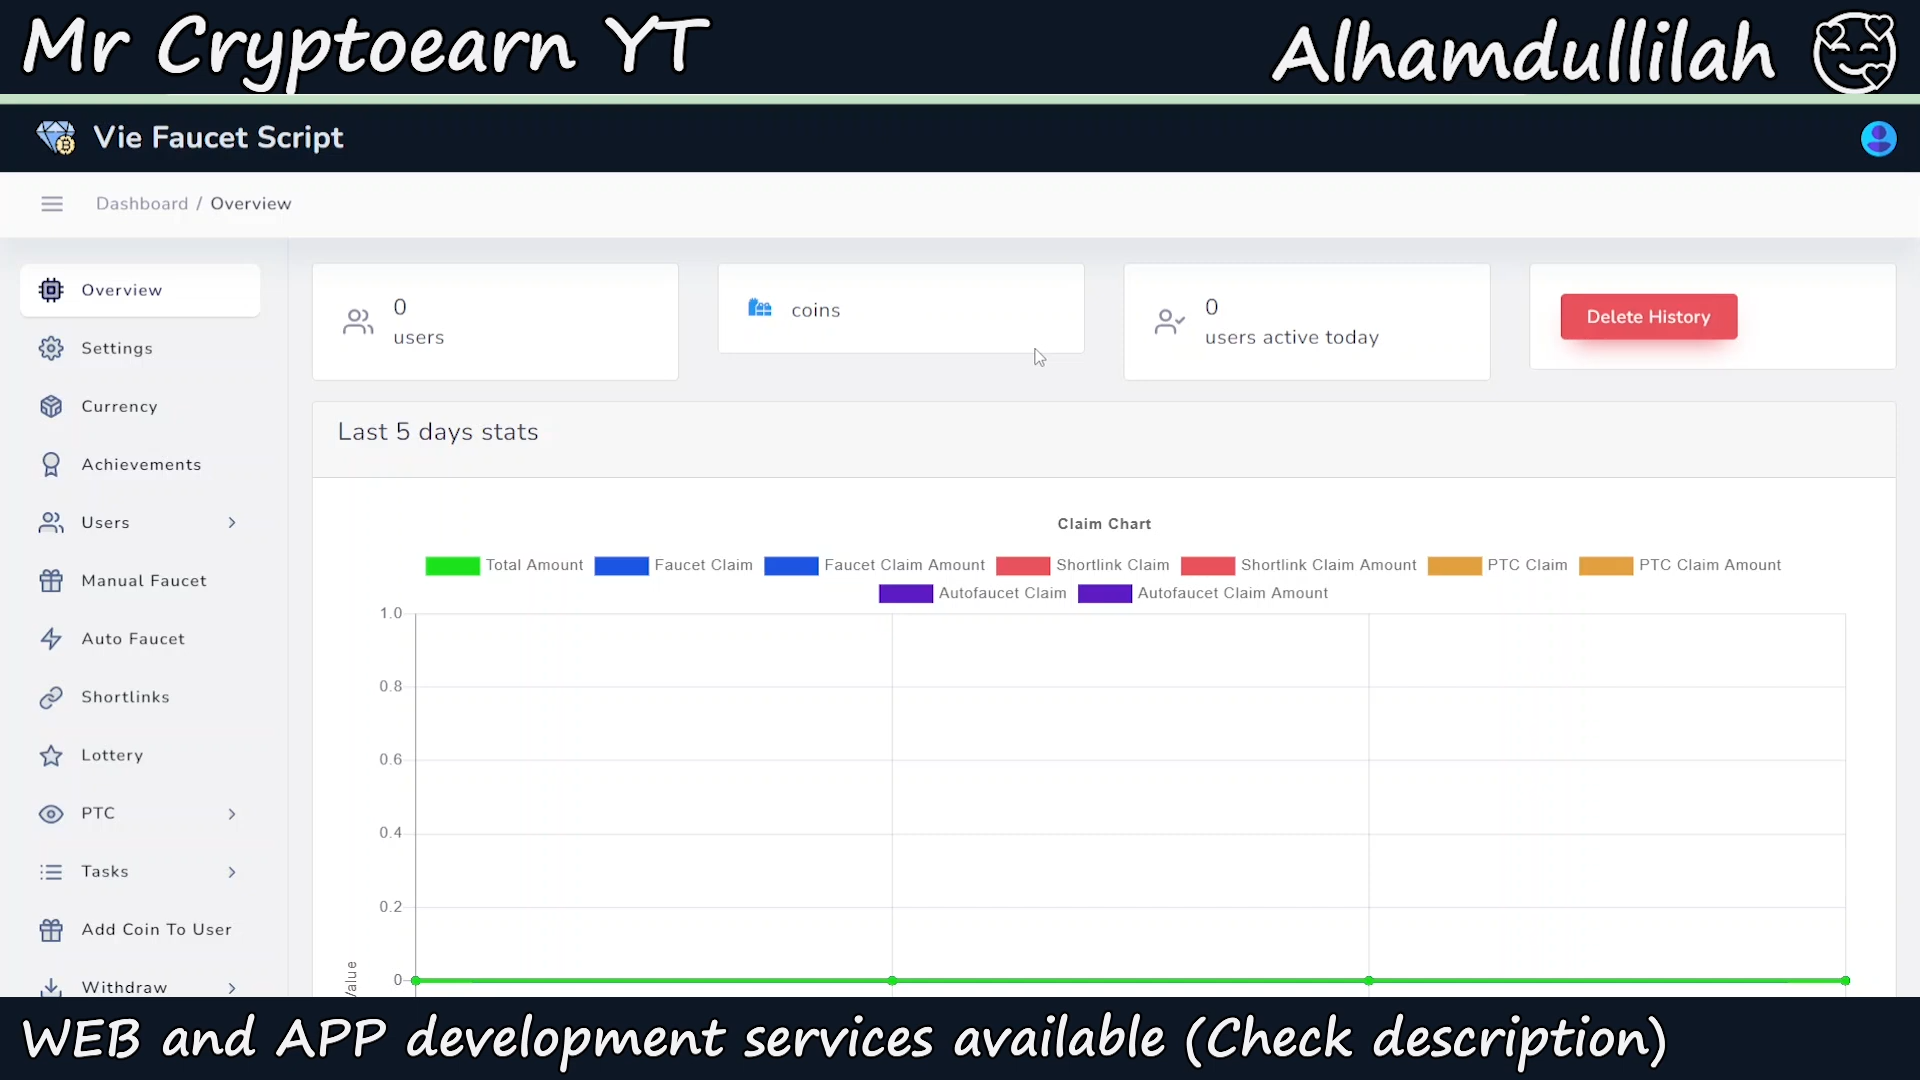 Mr Cryptoearn YT
Alhamdullilah
Vie Faucet Script
Dashboard / Overview
Overview
Settings
Currency
Achievements
Users
Manual Faucet
Auto Faucet
Shortlinks
Lottery
PTC
Tasks
Add Coin To User
Withdraw
0
users
coins
0
users active today
Delete History
Last 5 days stats
Claim Chart
Total Amount Faucet Claim Faucet Claim Amount Shortlink Claim Shortlink Claim Amount PTC Claim PTC Claim Amount
Autofaucet Claim Autofaucet Claim Amount
1.0
0.8
0.6
0.4
0.2
0
Value
WEB and APP development services available (Check description)